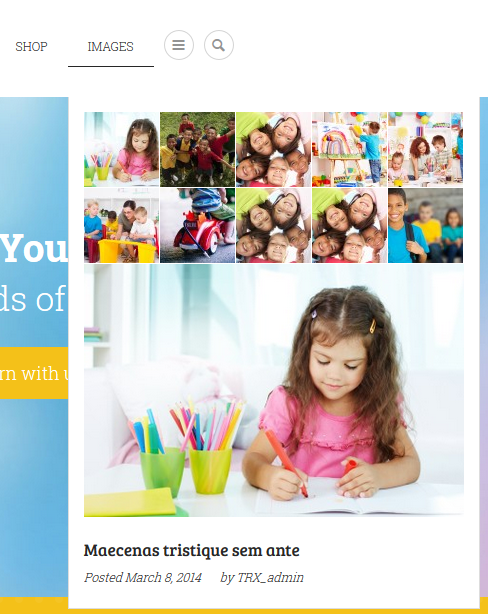 SHOP IMAGES
You
ds of
rn with u
Maecenas tristique sem ante
Posted March 8, 2014 by TRX_admin